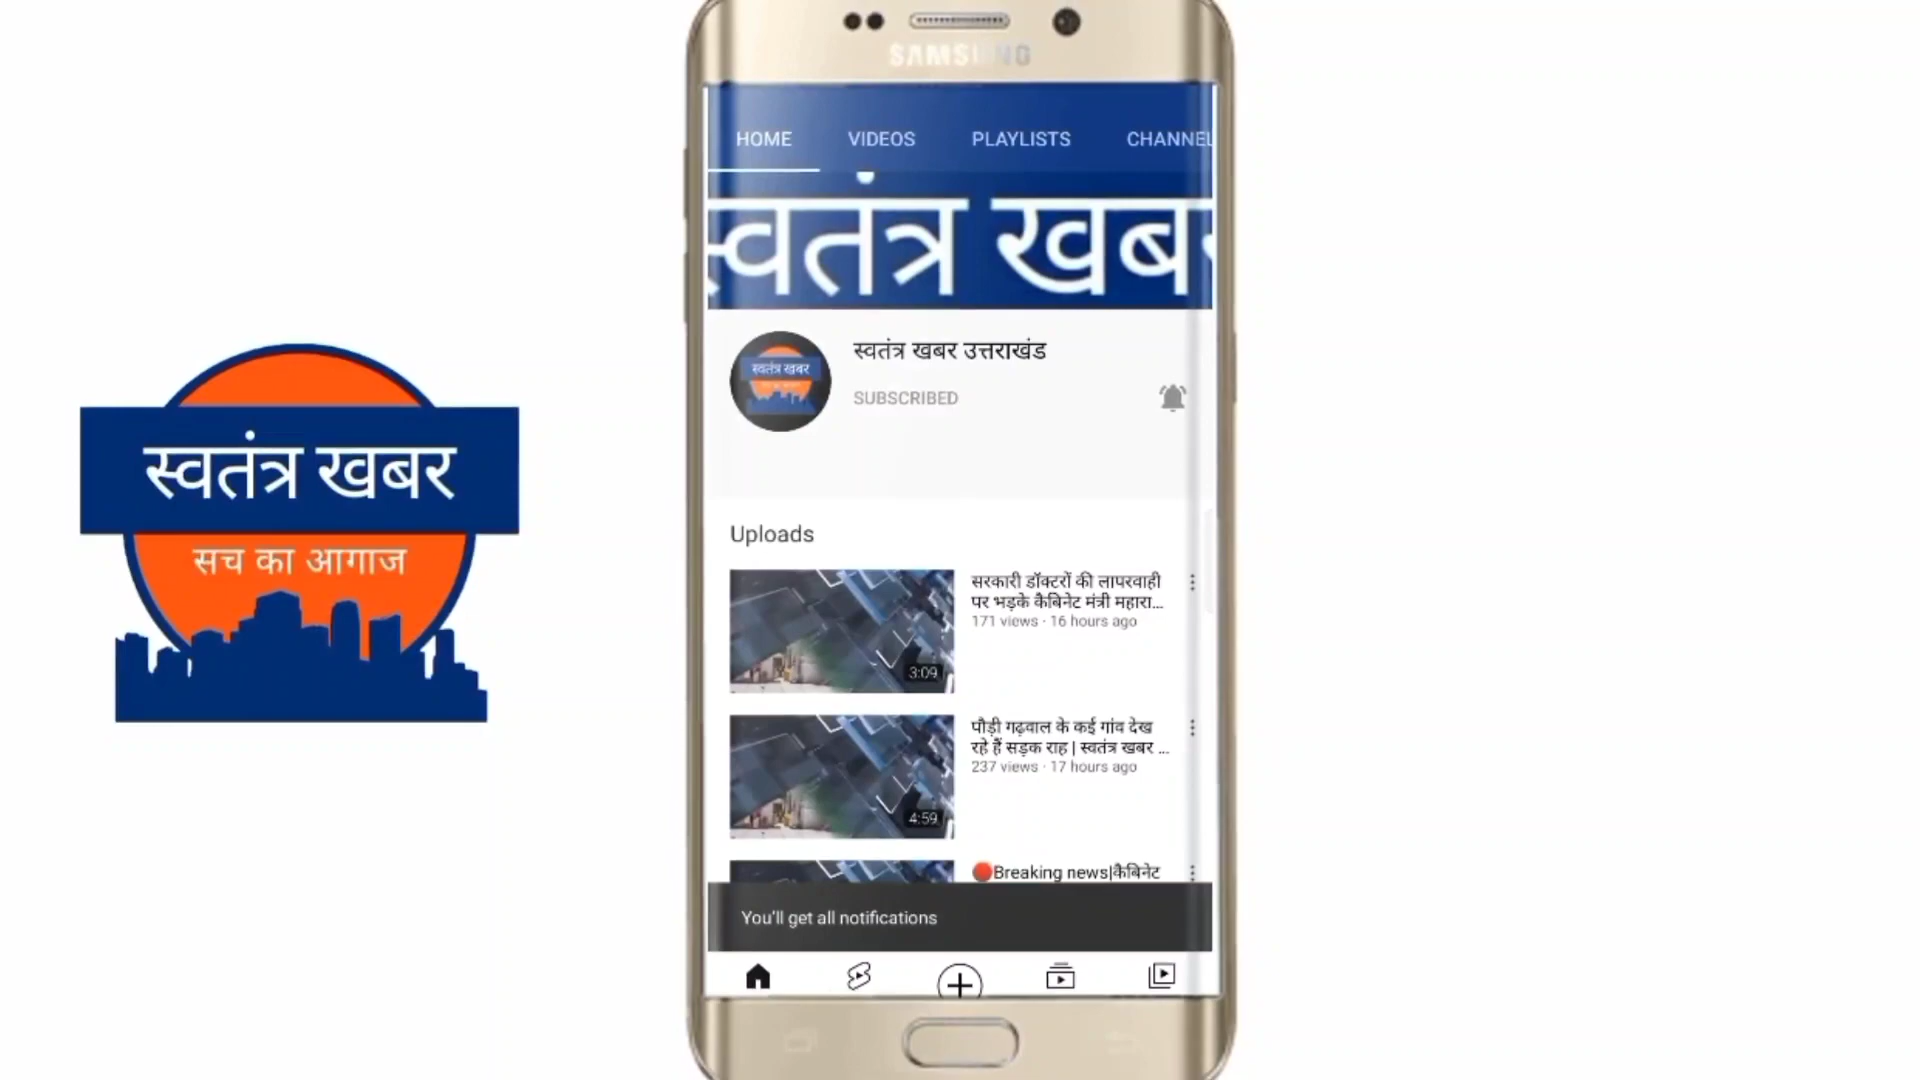 SAMSUNG
HOME VIDEOS PLAYLISTS CHANNEL
स्वतंत्र खबर
स्वतंत्र खबर
स्वतंत्र खबर उत्तराखंड
SUBSCRIBED
स्वतंत्र खबर
सच का आगाज
Uploads
सरकारी डॉक्टरों की लापरवाही
पर भड़के कैबिनेट मंत्री महारा...
171 views · 16 hours ago
3:09
पौड़ी गढ़वाल के कई गांव देख
रहे हैं सड़क राह | स्वतंत्र खबर ...
237 views · 17 hours ago
4:59
🔴Breaking news|कैबिनेट
You'll get all notifications